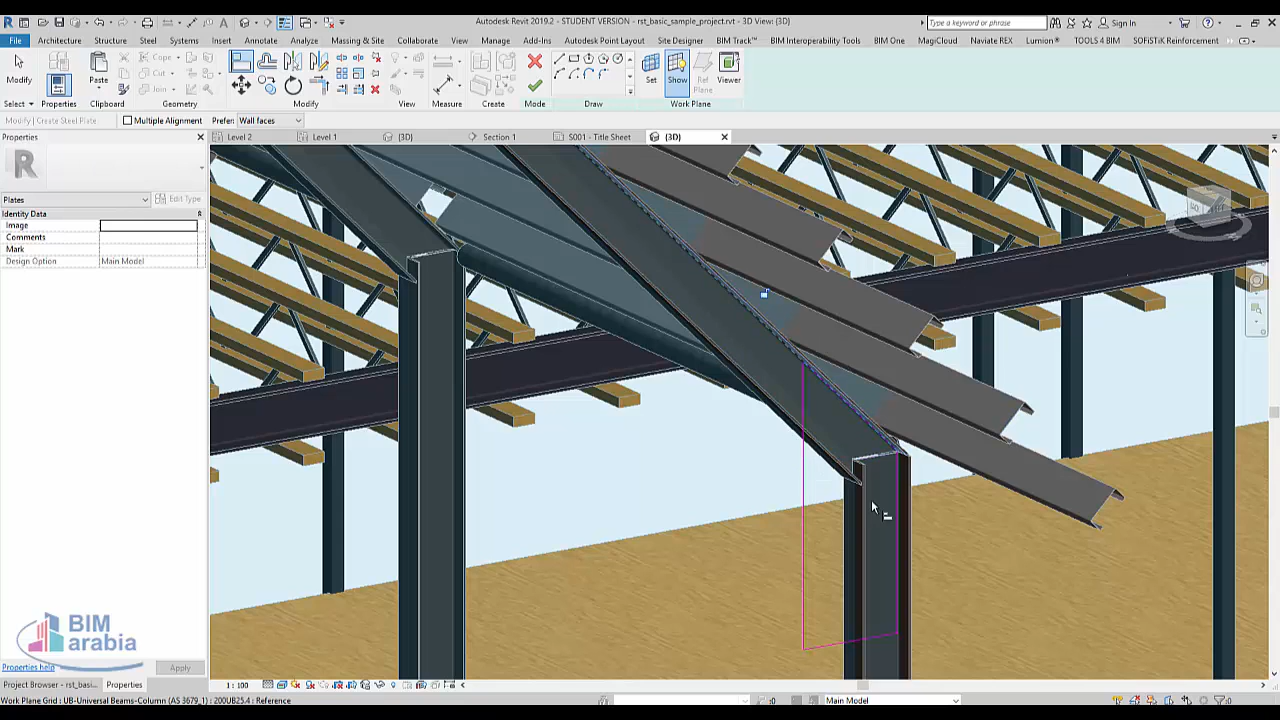 Autodesk Revit 2019.2 - STUDENT VERSION - rst_basic_sample_project.rvt - 3D View: {3D}
Type a keyword or phrase
Sign In
File Architecture Structure Steel Systems Insert Annotate Analyze Massing & Site Collaborate View Manage Add-Ins Autodesk Point Layout Site Designer BIM Track™ BIM Interoperability Tools BIM One MagiCloud Naviate REX Lumion® TOOLS 4 BIM SOFiSTiK Reinforcement
Modify
Paste
Cope
Cut
Join
Set Show Ref Plane Viewer
Select Properties Clipboard Geometry Modify View Measure Create Mode Draw Work Plane
Modify | Create Steel Plate Multiple Alignment Prefer: Wall faces
Properties
Level 2 Level 1 {3D} Section 1 S001 - Title Sheet {3D}
Plates Edit Type
Identity Data
Image
Comments
Mark
Design Option Main Model
BIM
arabia
Properties help Apply
Project Browser - rst_basi... Properties
1 : 100
Work Plane Grid : UB-Universal Beams-Column (AS 3679_1) : 200UB25.4 : Reference
:0 Main Model :0